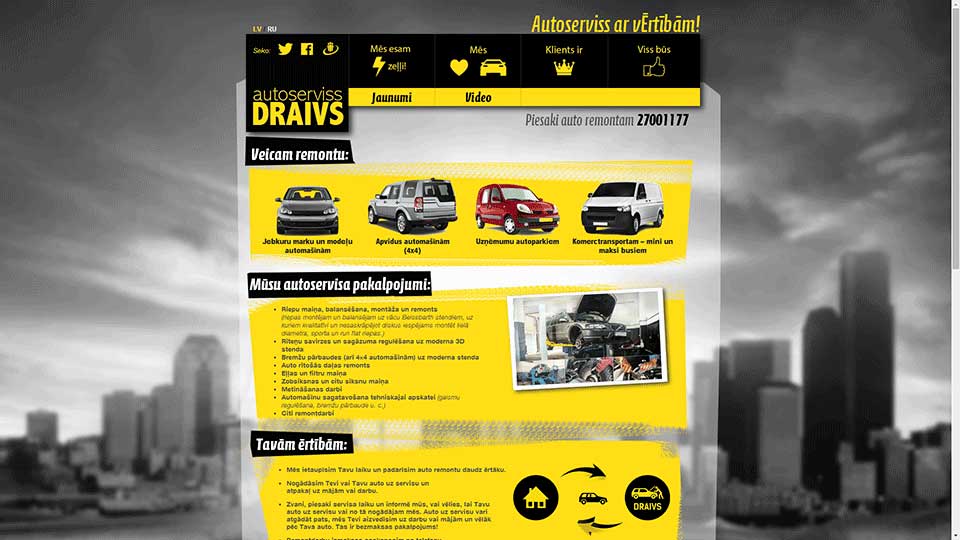 Autoserviss ar vĒrtībām!
LV RU
Seko:
Mēs esam
zeļļi!
Mēs
Klients ir
Viss būs
autoserviss
DRAIVS
Jaunumi
Video
Piesaki auto remontam 27001177
Veicam remontu:
Jebkuru marku un modeļu
automašīnām
Apvidus automašīnām
(4x4)
Uzņēmumu autoparkiem
Komerctransportam – mini un
maksi busiem
Mūsu autoservisa pakalpojumi:
Riepu maiņa, balansēšana, montāža un remonts
(riepas montējam un balansējam uz vācu Beissbarth stendiem, uz
kuriem kvalitatīvi un nesaskrāpējot diskus iespējams montēt lielā
diametra, sporta un run flat riepas.)
Riteņu savirzes un sagāzuma regulēšana uz moderna 3D
stenda
Bremžu pārbaudes (arī 4x4 automašīnām) uz moderna stenda
Auto ritošās daļas remonts
Eļļas un filtru maiņa
Zobsiksnas un citu siksnu maiņa
Metināšanas darbi
Automašīnu sagatavošana tehniskajai apskatei (gaismu
regulēšana, bremžu pārbaude u. c.)
Citi remontdarbi
Tavām ērtībām:
Mēs ietaupīsim Tavu laiku un padarīsim auto remontu daudz ērtāku.
Nogādāsim Tevi vai Tavu auto uz servisu un
atpakaļ uz mājām vai darbu.
Zvani, piesaki servisa laiku un informē mūs, vai vēlies, lai Tavu
auto uz servisu vai no tā nogādājam mēs. Auto uz servisu vari
atgādāt pats, mēs Tevi aizvedīsim uz darbu vai mājām un vēlāk
pēc Tava auto. Tas ir bezmaksas pakalpojums!
DRAIVS